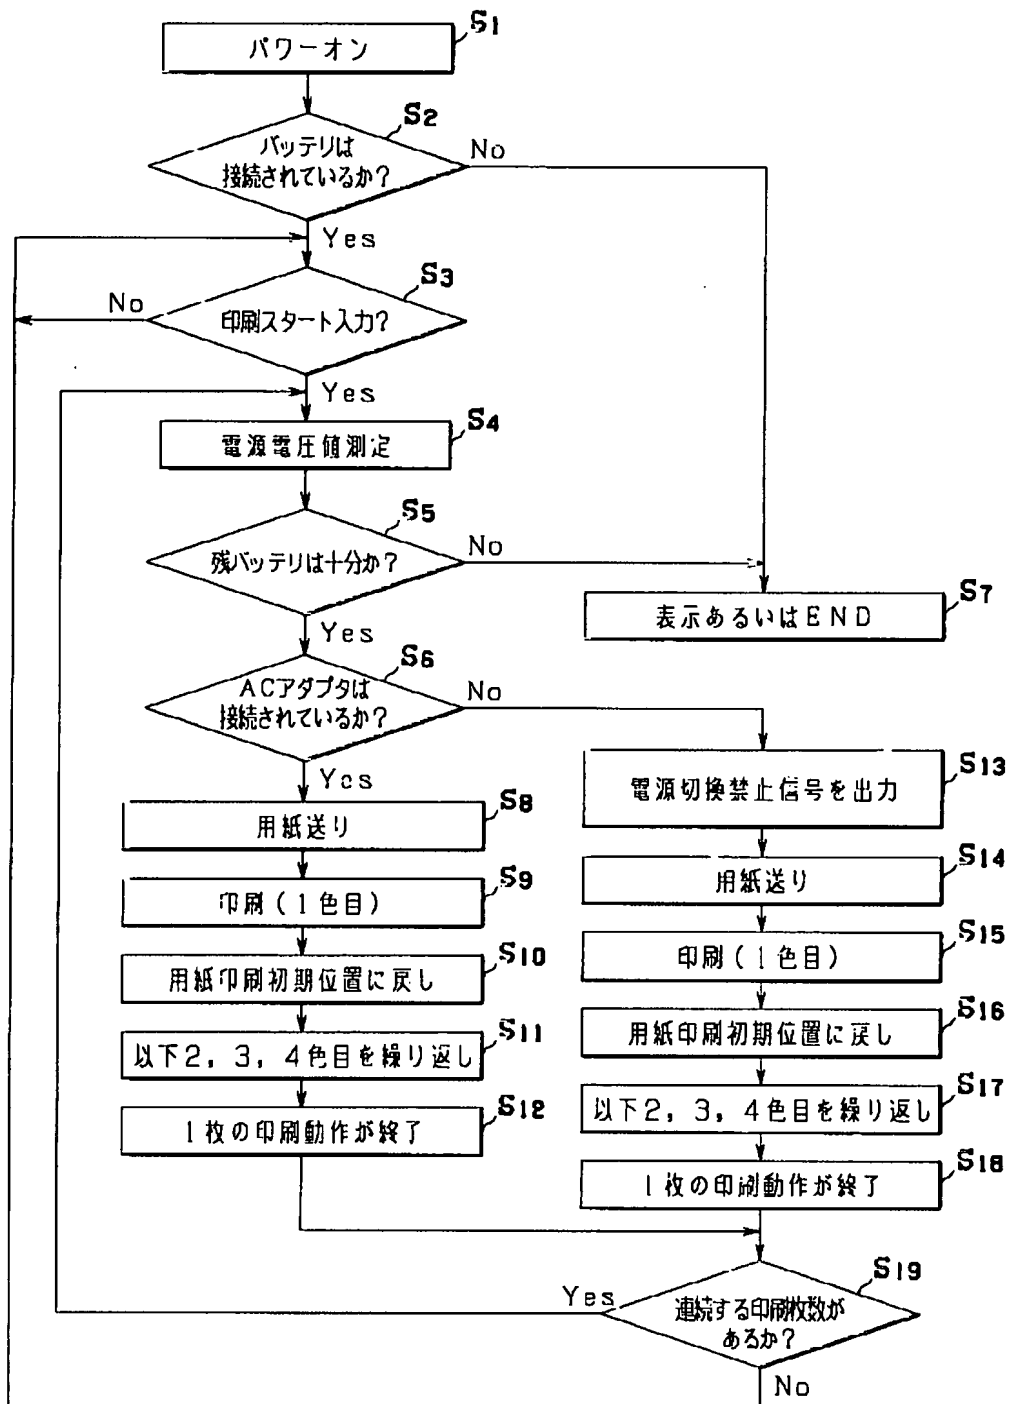 S1
パワーオン
S2
バッテリは
接続されているか?
No
Yes
S3
印刷スタート入力?
No
Yes
S4
電源電圧値測定
S5
残バッテリは十分か?
No
Yes
S7
表示あるいはEND
S6
ACアダプタは
接続されているか?
No
Yes
S8
用紙送り
S9
印刷(1色目)
S10
用紙印刷初期位置に戻し
S11
以下2,3,4色目を繰り返し
S12
1枚の印刷動作が終了
S13
電源切換禁止信号を出力
S14
用紙送り
S15
印刷(1色目)
S16
用紙印刷初期位置に戻し
S17
以下2,3,4色目を繰り返し
S18
1枚の印刷動作が終了
S19
連続する印刷枚数が
あるか?
Yes
No